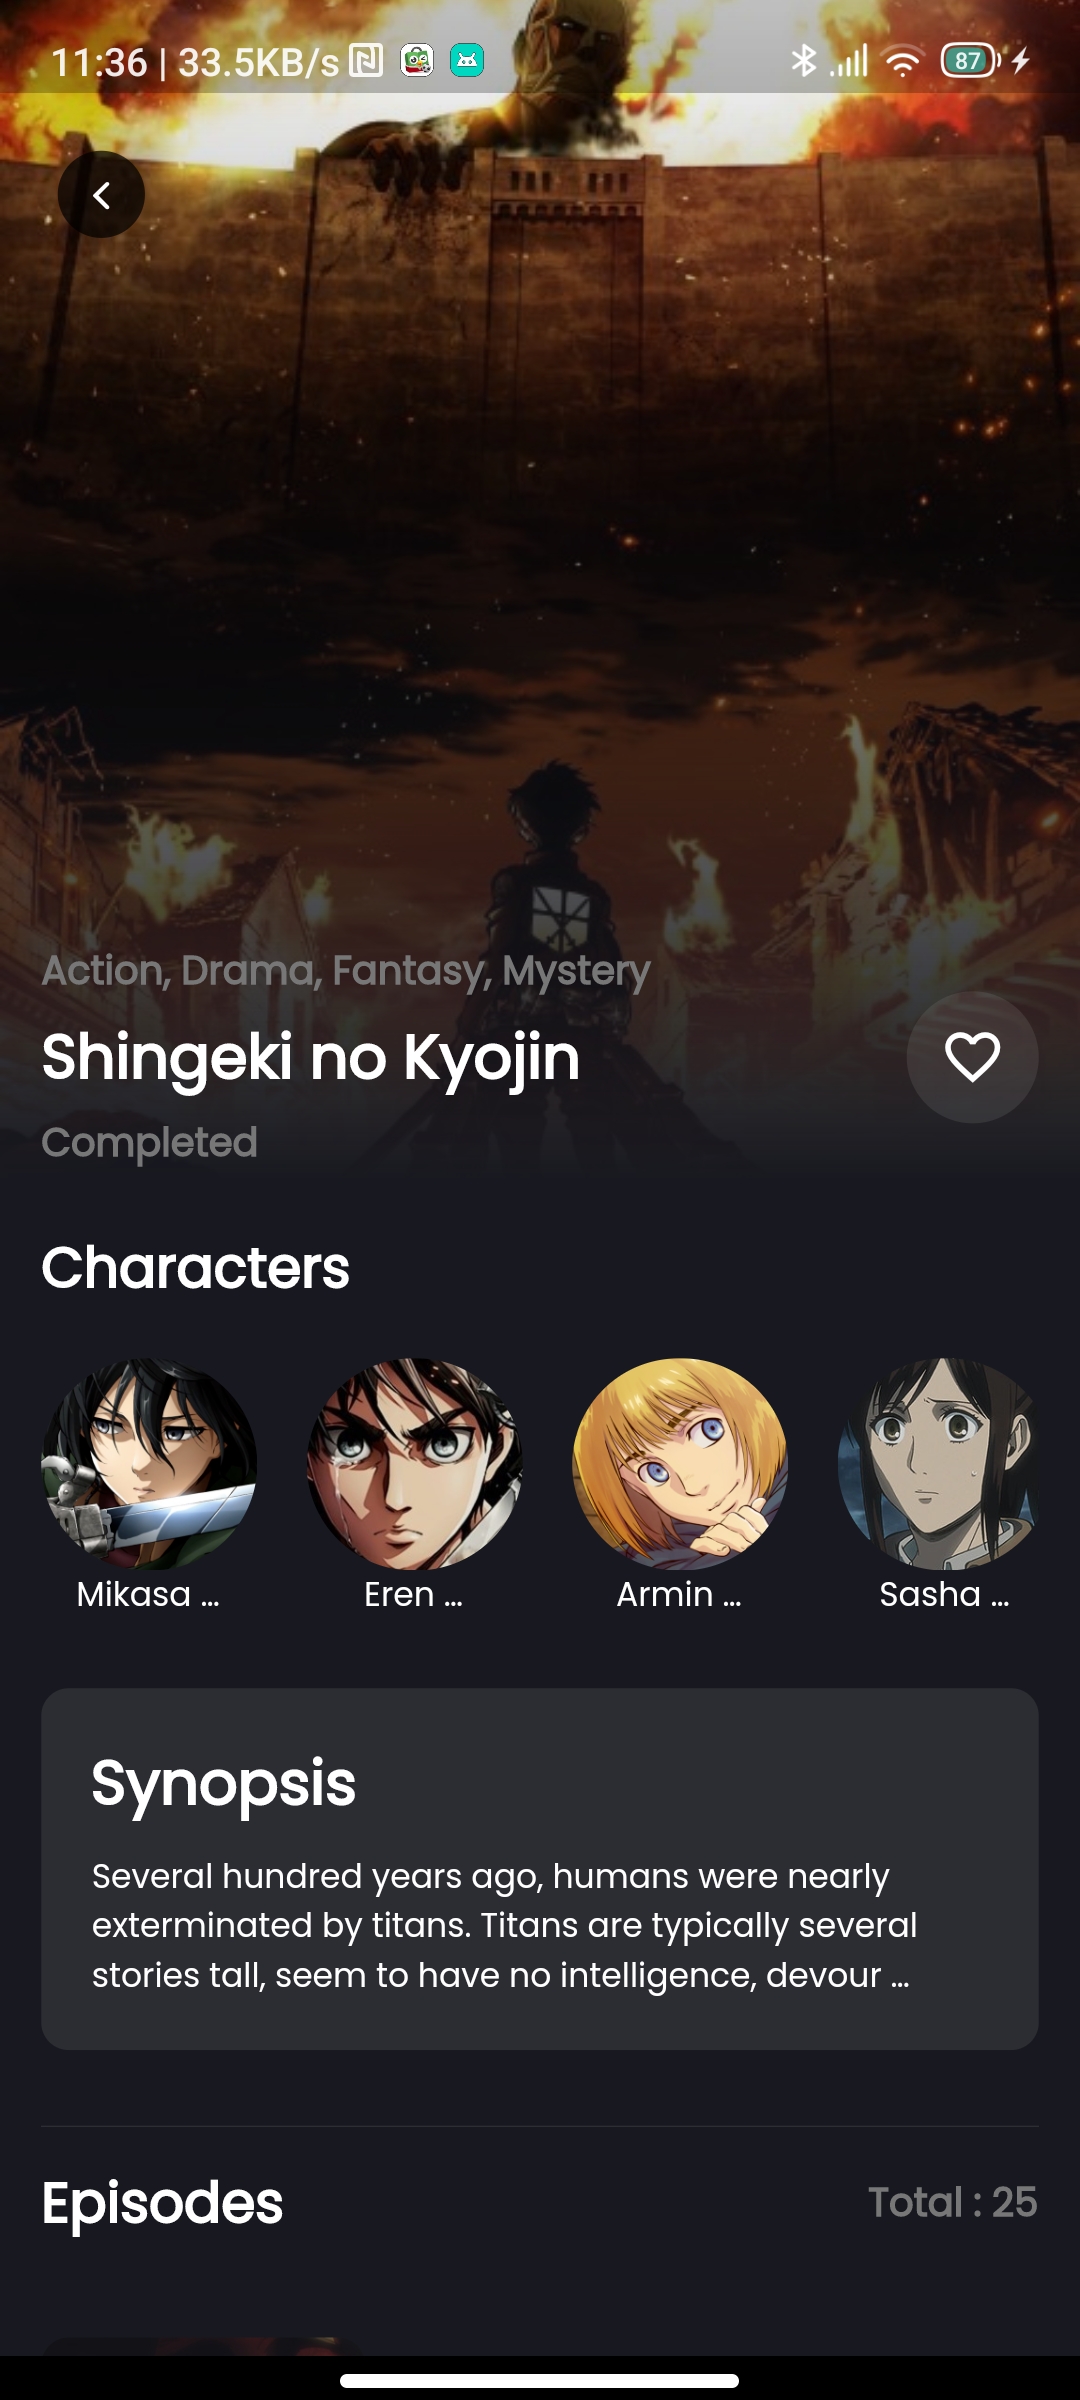 11:36 | 33.5KB/s
87
Action, Drama, Fantasy, Mystery
Shingeki no Kyojin
Completed
Characters
Mikasa ...
Eren ...
Armin ...
Sasha ...
Synopsis
Several hundred years ago, humans were nearly
exterminated by titans. Titans are typically several
stories tall, seem to have no intelligence, devour ...
Episodes
Total : 25